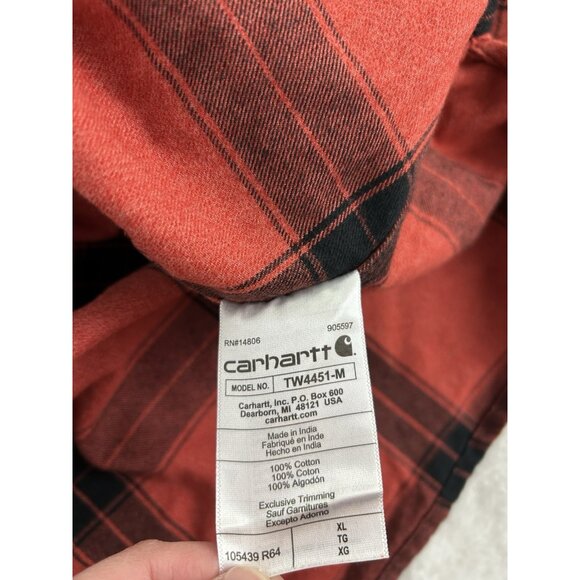 RN#14806 905597
carhartt
MODEL NO. TW4451-M
Carhartt, Inc. P.O. Box 600
Dearborn, MI 48121 USA
carhartt.com
Made in India
Fabriqué en Inde
Hecho en India
100% Cotton
100% Coton
100% Algodón
Exclusive Trimming
Sauf Garnitures
Excepto Adorno
105439 R64
XL
TG
XG